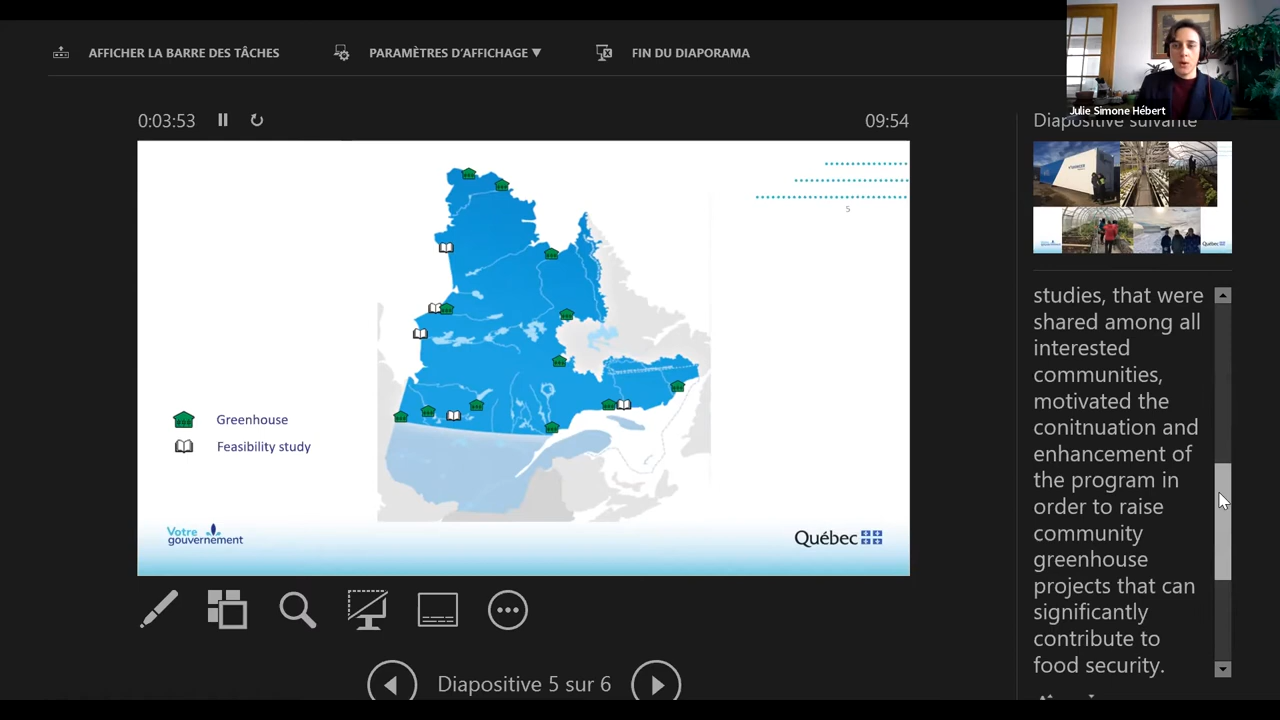 AFFICHER LA BARRE DES TÂCHES
PARAMÈTRES D'AFFICHAGE ▼
FIN DU DIAPORAMA
Julie Simone Hébert
0:03:53
09:54
Diapositive suivante
5
Greenhouse
Feasibility study
Votre
gouvernement
Québec
Québec
studies, that were
shared among all
interested
communities,
motivated the
conitnuation and
enhancement of
the program in
order to raise
community
greenhouse
projects that can
significantly
contribute to
food security.
Diapositive 5 sur 6